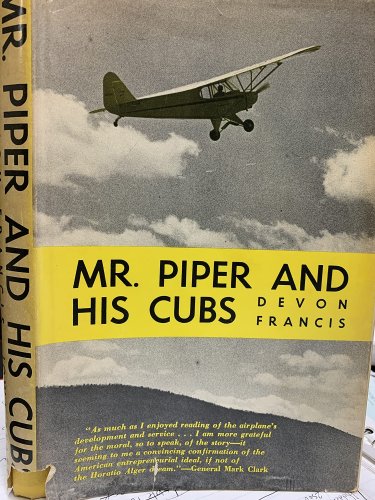 MR. PIPER AND HIS CUBS
MR. PIPER AND
HIS CUBS
DEVON
FRANCIS
"As much as I enjoyed reading of the airplane's
development and service . . . I am more grateful
for the moral, so to speak, of the story—it
seeming to me a convincing confirmation of the
American entrepreneurial ideal, if not of
the Horatio Alger dream."—General Mark Clark